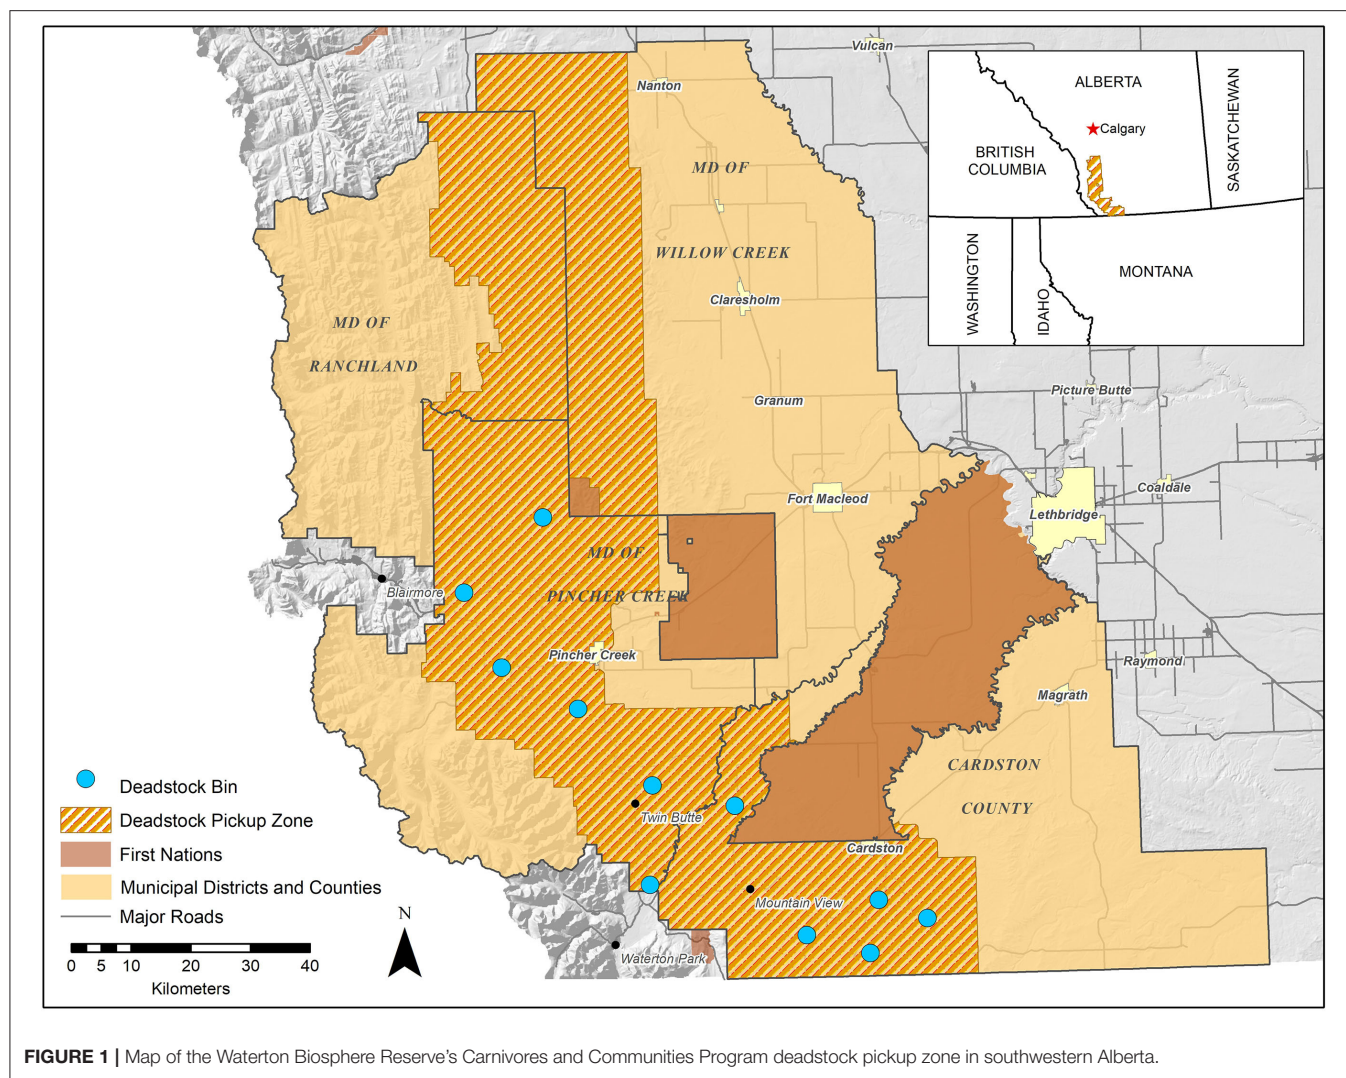 Vulcan
Nanton
MD OF
WILLOW CREEK
Claresholm
MD OF
RANCHLAND
Granum
Picture Butte
Fort Macleod
Coaldale
Lethbridge
MD OF
PINCHER CREEK
Blairmore
Pincher Creek
Raymond
Magrath
CARDSTON
COUNTY
Twin Butte
Cardston
Mountain View
Waterton Park
ALBERTA
SASKATCHEWAN
Calgary
BRITISH
COLUMBIA
WASHINGTON
IDAHO
MONTANA
Deadstock Bin
Deadstock Pickup Zone
First Nations
Municipal Districts and Counties
Major Roads
0 5 10 20 30 40
Kilometers
N
FIGURE 1 | Map of the Waterton Biosphere Reserve's Carnivores and Communities Program deadstock pickup zone in southwestern Alberta.